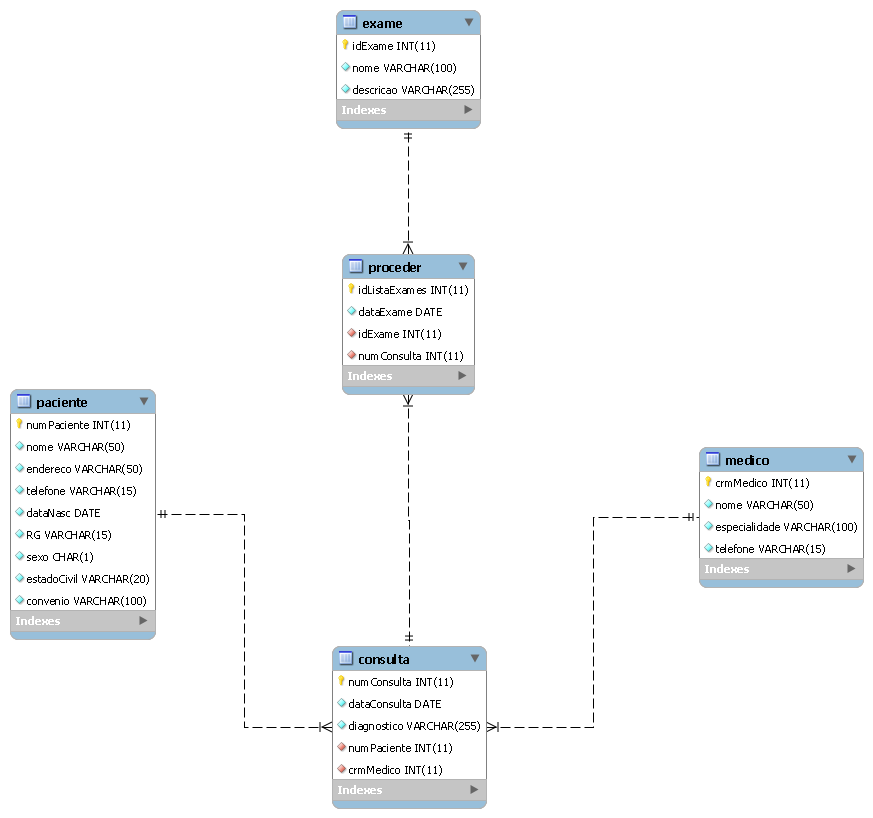 exame
idExame INT(11)
nome VARCHAR(100)
descricao VARCHAR(255)
Indexes
proceder
idListaExames INT(11)
dataExame DATE
idExame INT(11)
numConsulta INT(11)
Indexes
paciente
numPaciente INT(11)
nome VARCHAR(50)
endereco VARCHAR(50)
telefone VARCHAR(15)
dataNasc DATE
RG VARCHAR(15)
sexo CHAR(1)
estadoCivil VARCHAR(20)
convenio VARCHAR(100)
Indexes
medico
crmMedico INT(11)
nome VARCHAR(50)
especialidade VARCHAR(100)
telefone VARCHAR(15)
Indexes
consulta
numConsulta INT(11)
dataConsulta DATE
diagnostico VARCHAR(255)
numPaciente INT(11)
crmMedico INT(11)
Indexes